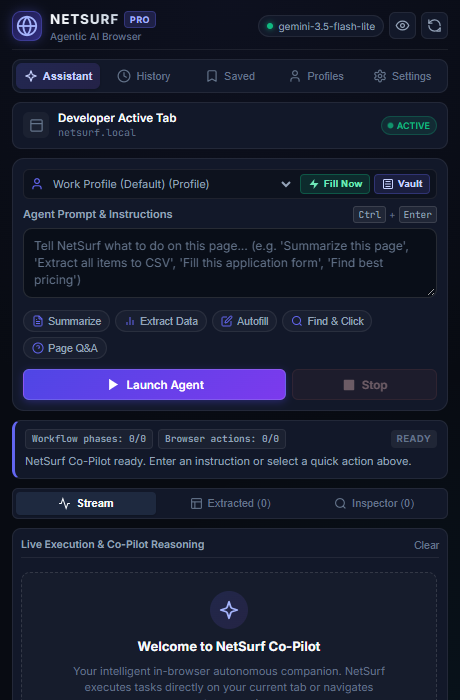 NETSURF PRO
Agentic AI Browser
gemini-3.5-flash-lite
Assistant
History
Saved
Profiles
Settings
Developer Active Tab
netsurf.local
ACTIVE
Work Profile (Default) (Profile)
Fill Now
Vault
Agent Prompt & Instructions
Ctrl + Enter
Tell NetSurf what to do on this page... (e.g. 'Summarize this page',
'Extract all items to CSV', 'Fill this application form', 'Find best
pricing')
Summarize
Extract Data
Autofill
Find & Click
Page Q&A
Launch Agent
Stop
Workflow phases: 0/0
Browser actions: 0/0
READY
NetSurf Co-Pilot ready. Enter an instruction or select a quick action above.
Stream
Extracted (0)
Inspector (0)
Live Execution & Co-Pilot Reasoning
Clear
Welcome to NetSurf Co-Pilot
Your intelligent in-browser autonomous companion. NetSurf
executes tasks directly on your current tab or navigates